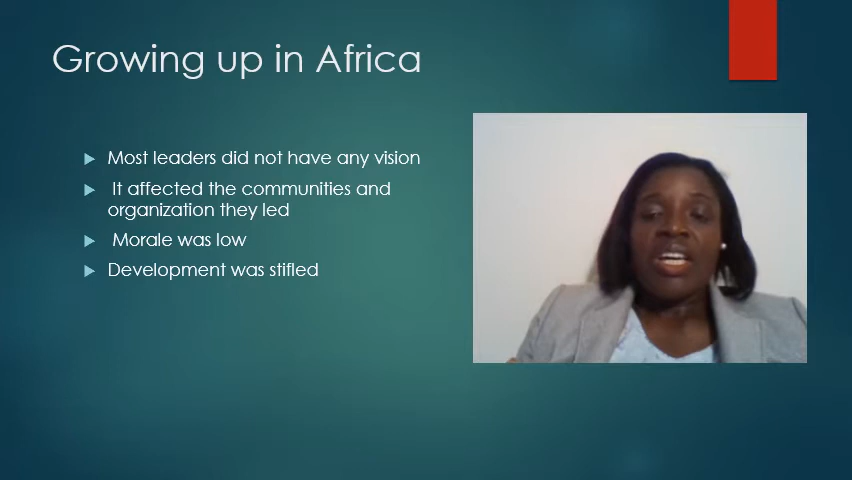 Growing up in Africa
Most leaders did not have any vision
It affected the communities and
organization they led
Morale was low
Development was stifled